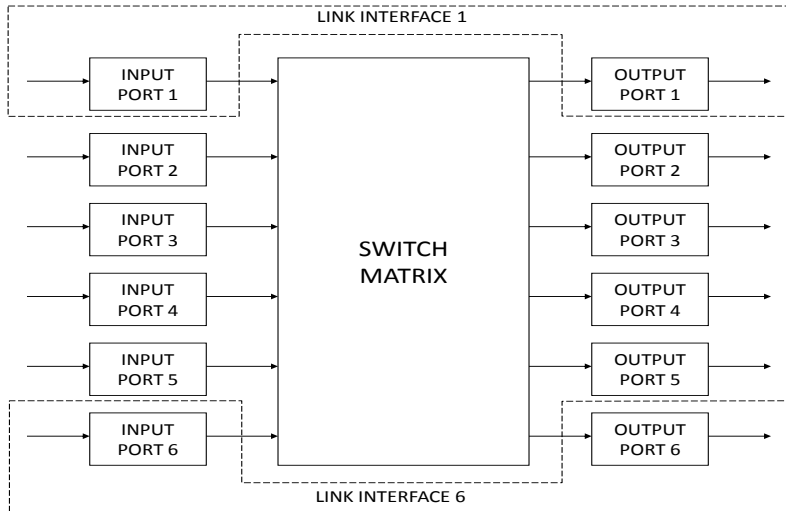 LINK INTERFACE 1
INPUT
PORT 1
OUTPUT
PORT 1
INPUT
PORT 2
OUTPUT
PORT 2
INPUT
PORT 3
OUTPUT
PORT 3
SWITCH
MATRIX
INPUT
PORT 4
OUTPUT
PORT 4
INPUT
PORT 5
OUTPUT
PORT 5
INPUT
PORT 6
OUTPUT
PORT 6
LINK INTERFACE 6